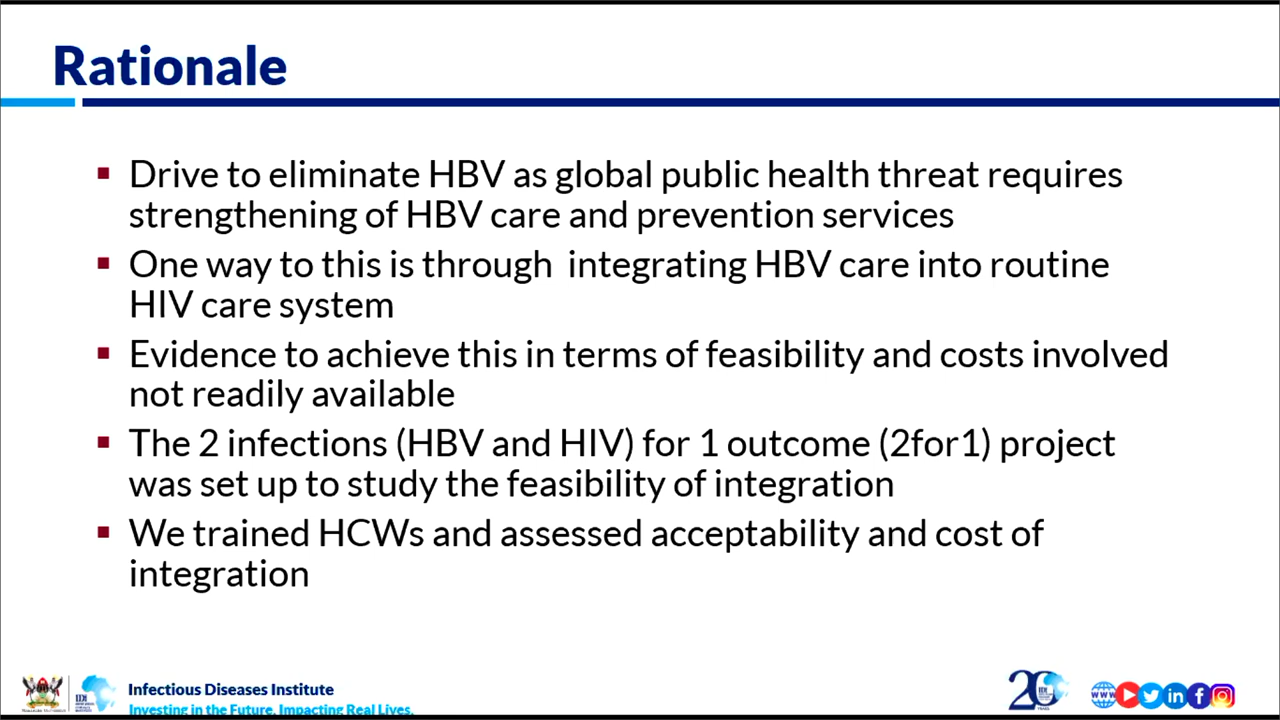 Rationale
Drive to eliminate HBV as global public health threat requires
strengthening of HBV care and prevention services
One way to this is through  integrating HBV care into routine
HIV care system
Evidence to achieve this in terms of feasibility and costs involved
not readily available
The 2 infections (HBV and HIV) for 1 outcome (2for1) project
was set up to study the feasibility of integration
We trained HCWs and assessed acceptability and cost of
integration
Infectious Diseases Institute
Investing in the Future. Impacting Real Lives.
IDI
20